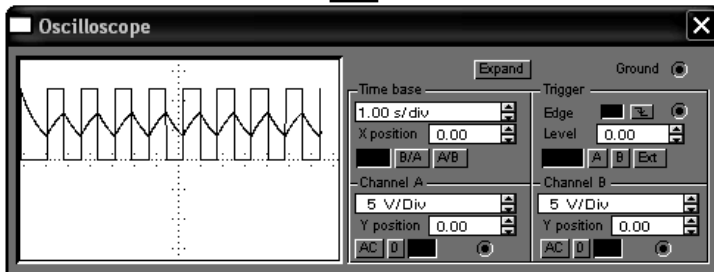 Oscilloscope
Expand
Ground
Time base
1.00 s/div
X position 0.00
B/A A/B
Trigger
Edge
Level 0.00
A B Ext
Channel A
5 V/Div
Y position 0.00
AC 0
Channel B
5 V/Div
Y position 0.00
AC 0